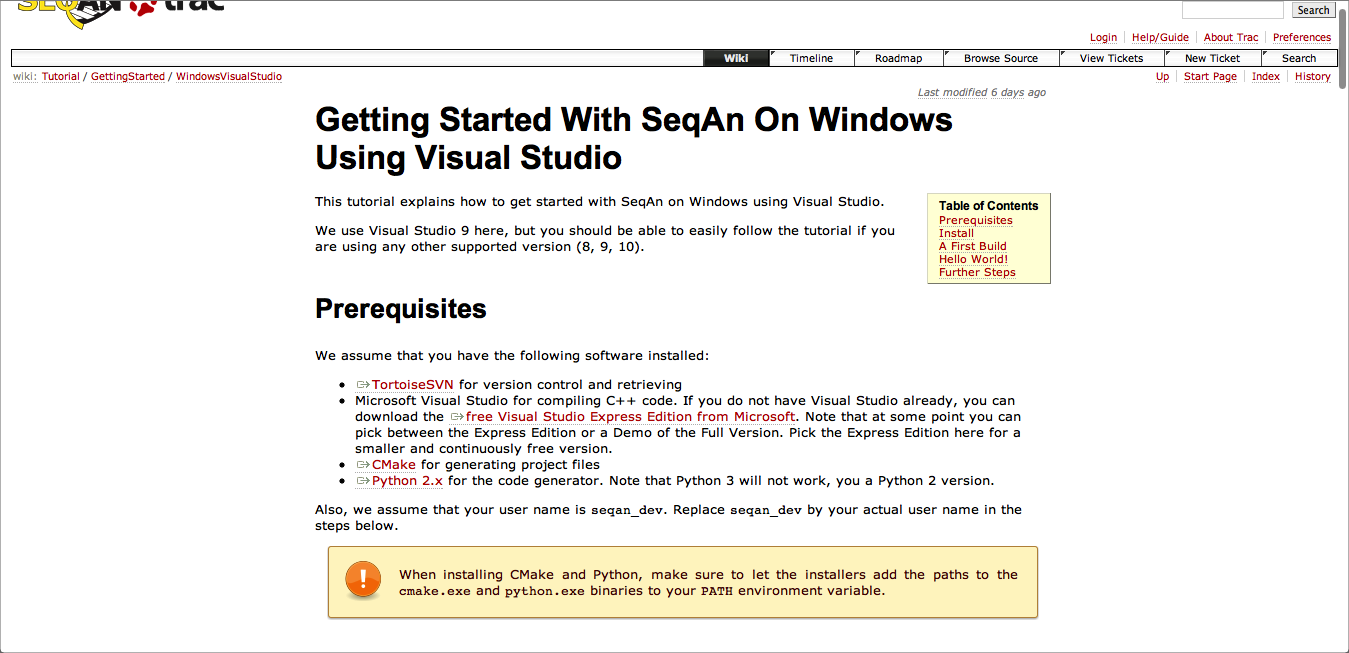 SEQAN trac
Search
Login Help/Guide About Trac Preferences
Wiki Timeline Roadmap Browse Source View Tickets New Ticket Search
wiki: Tutorial / GettingStarted / WindowsVisualStudio
Up Start Page Index History
Last modified 6 days ago
Getting Started With SeqAn On Windows
Using Visual Studio
This tutorial explains how to get started with SeqAn on Windows using Visual Studio.
We use Visual Studio 9 here, but you should be able to easily follow the tutorial if you
are using any other supported version (8, 9, 10).
Table of Contents
Prerequisites
Install
A First Build
Hello World!
Further Steps
Prerequisites
We assume that you have the following software installed:
• TortoiseSVN for version control and retrieving
• Microsoft Visual Studio for compiling C++ code. If you do not have Visual Studio already, you can
download the free Visual Studio Express Edition from Microsoft. Note that at some point you can
pick between the Express Edition or a Demo of the Full Version. Pick the Express Edition here for a
smaller and continuously free version.
• CMake for generating project files
• Python 2.x for the code generator. Note that Python 3 will not work, you a Python 2 version.
Also, we assume that your user name is seqan_dev. Replace seqan_dev by your actual user name in the
steps below.
When installing CMake and Python, make sure to let the installers add the paths to the
cmake.exe and python.exe binaries to your PATH environment variable.